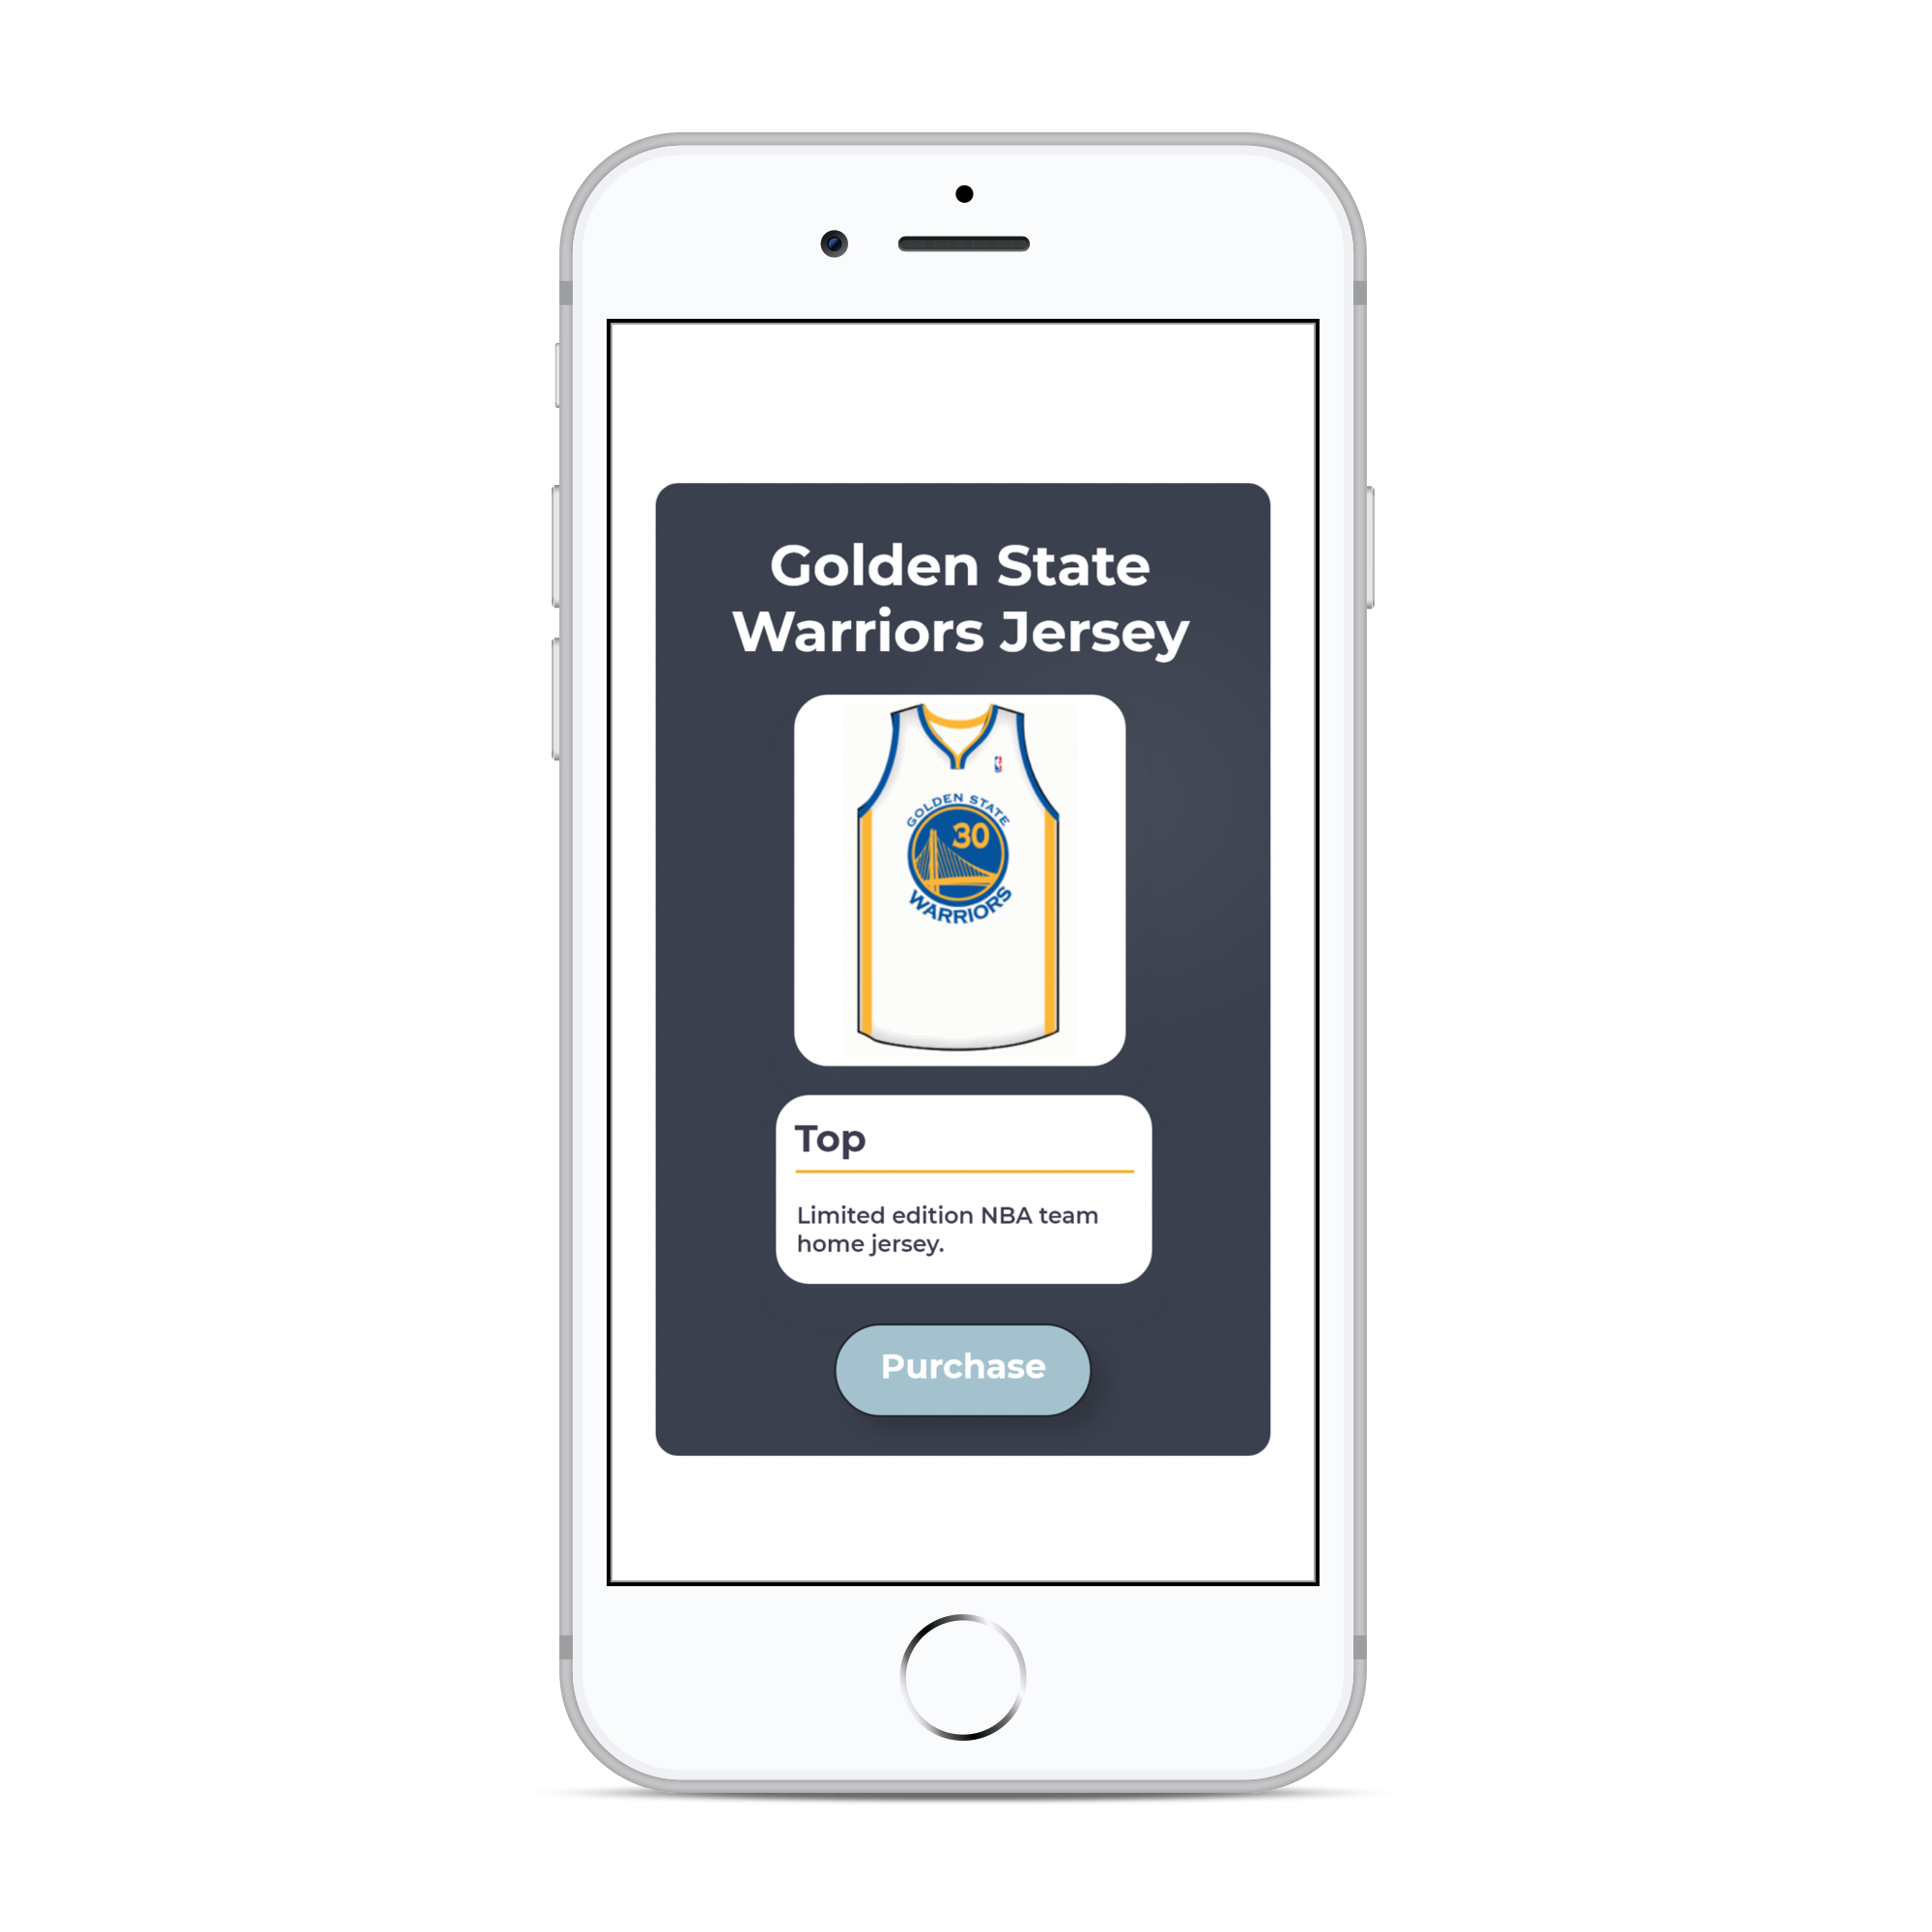 Golden State
Warriors Jersey
GOLDEN STATE
30
WARRIORS
Top
Limited edition NBA team
home jersey.
Purchase